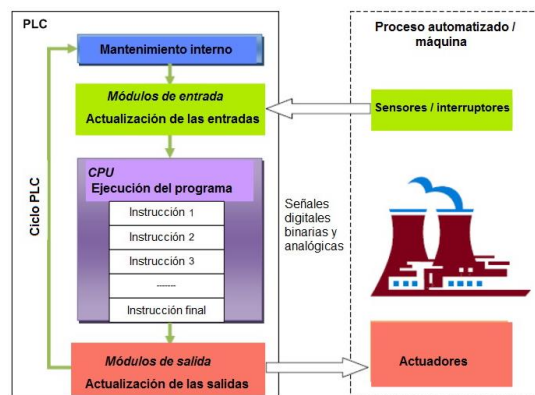 PLC
Mantenimiento interno
Módulos de entrada
Actualización de las entradas
CPU
Ejecución del programa
Instrucción 1
Instrucción 2
Instrucción 3
-------
Instrucción final
Módulos de salida
Actualización de las salidas
Ciclo PLC
Señales
digitales
binarias y
analógicas
Proceso automatizado /
máquina
Sensores / interruptores
Actuadores